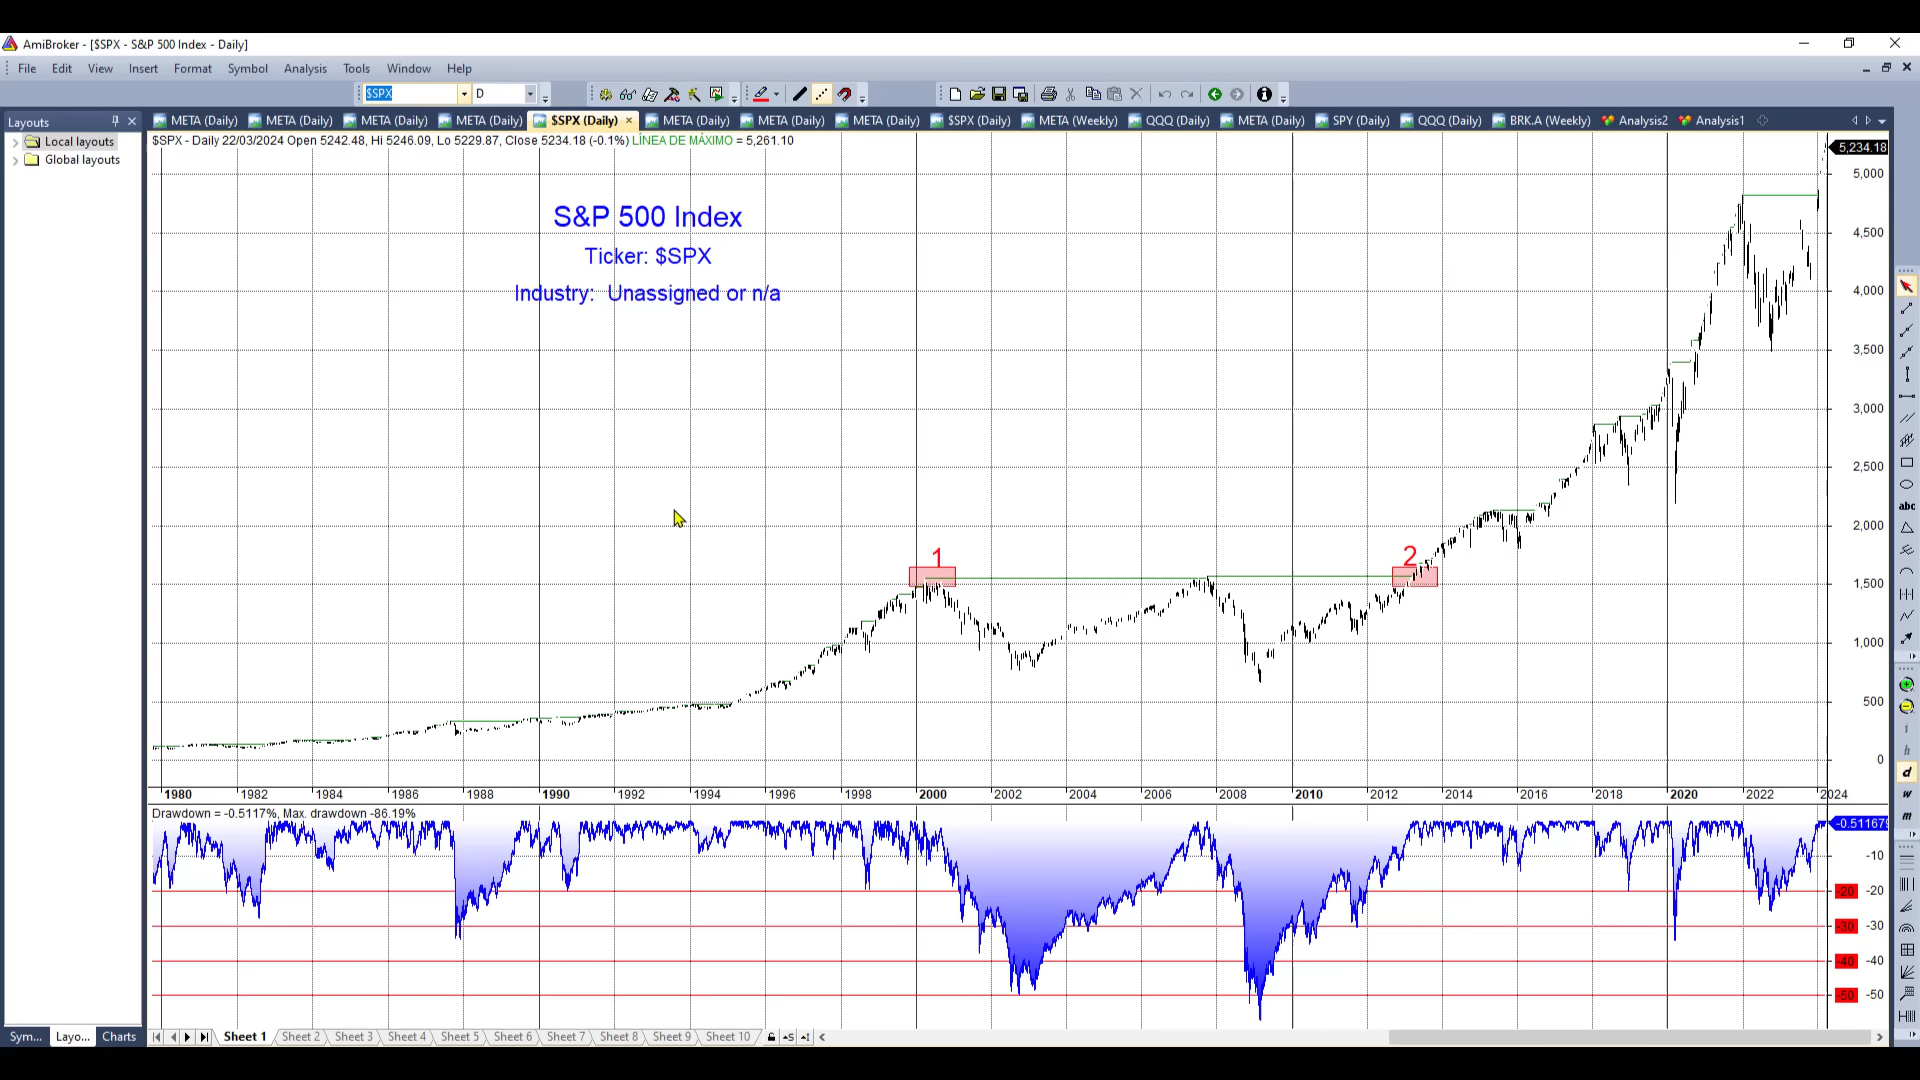 AmiBroker - [$SPX - S&P 500 Index - Daily]
File Edit View Insert Format Symbol Analysis Tools Window Help
$SPX D
Layouts
META (Daily) META (Daily) META (Daily) META (Daily) $SPX (Daily) META (Daily) META (Daily) META (Daily) $SPX (Daily) META (Weekly) QQQ (Daily) META (Daily) SPY (Daily) QQQ (Daily) BRK.A (Weekly) Analysis2 Analysis1
Local layouts
Global layouts
$SPX - Daily 22/03/2024 Open 5242.48, Hi 5246.09, Lo 5229.87, Close 5234.18 (-0.1%) LÍNEA DE MÁXIMO = 5,261.10
5,234.18
5,000
S&P 500 Index
Ticker: $SPX
Industry: Unassigned or n/a
4,500
4,000
3,500
3,000
2,500
2,000
1 2
1,500
1,000
500
0
abc
i
h
d
w
m
1980 1982 1984 1986 1988 1990 1992 1994 1996 1998 2000 2002 2004 2006 2008 2010 2012 2014 2016 2018 2020 2022 2024
Drawdown = -0.5117%, Max. drawdown -86.19%
-0.51167%
-10
-20 -20
-30 -30
-40 -40
-50 -50
Sym... Layo... Charts
Sheet 1 Sheet 2 Sheet 3 Sheet 4 Sheet 5 Sheet 6 Sheet 7 Sheet 8 Sheet 9 Sheet 10